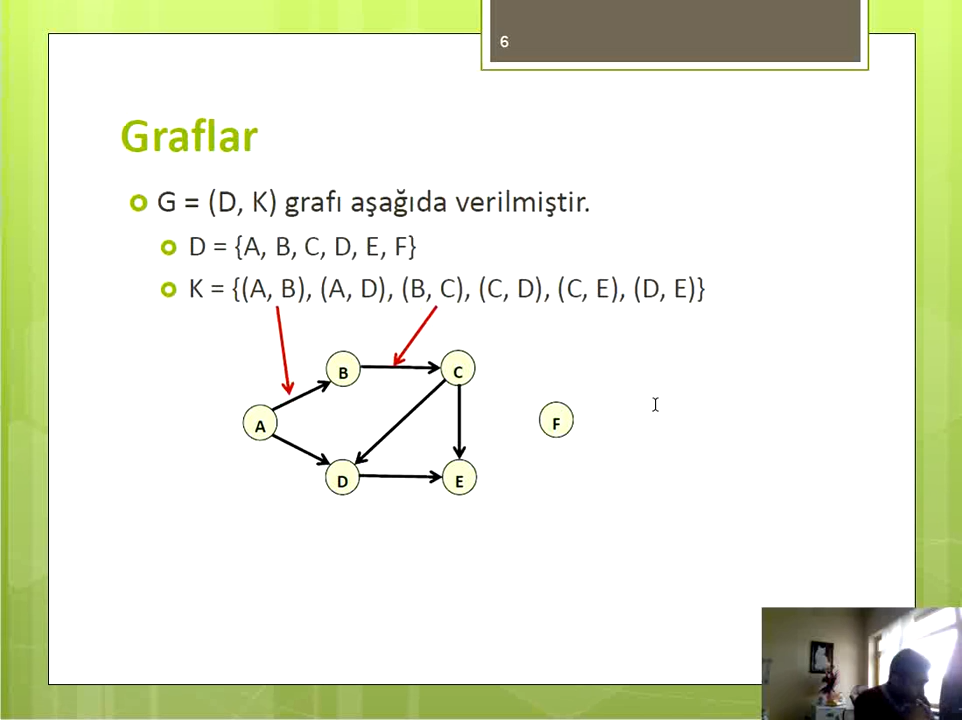 6
Graflar
G = (D, K) grafı aşağıda verilmiştir.
D = {A, B, C, D, E, F}
K = {(A, B), (A, D), (B, C), (C, D), (C, E), (D, E)}
B
C
A
F
D
E